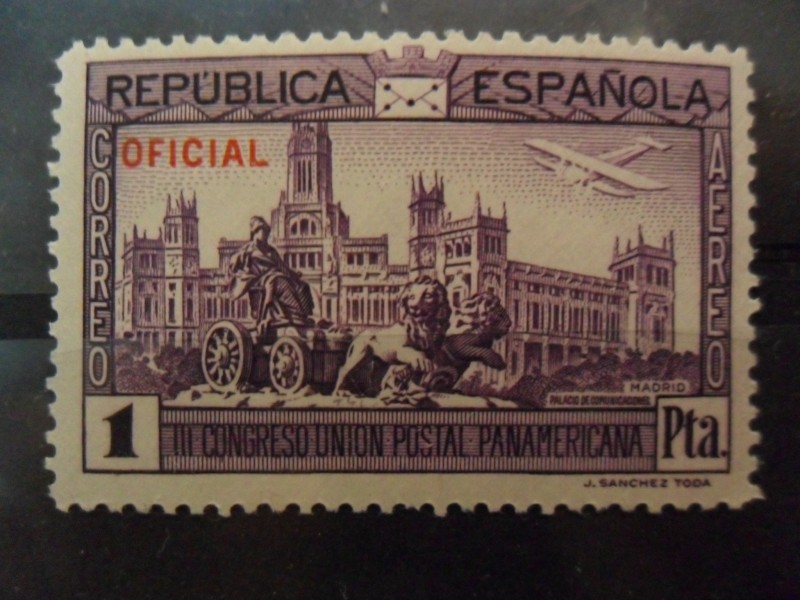 REPÚBLICA ESPAÑOLA
CORREO
OFICIAL
AEREO
MADRID
PALACIO DE COMUNICACIONES
1
III CONGRESO UNION POSTAL PANAMERICANA
Pta.
J. SANCHEZ TODA